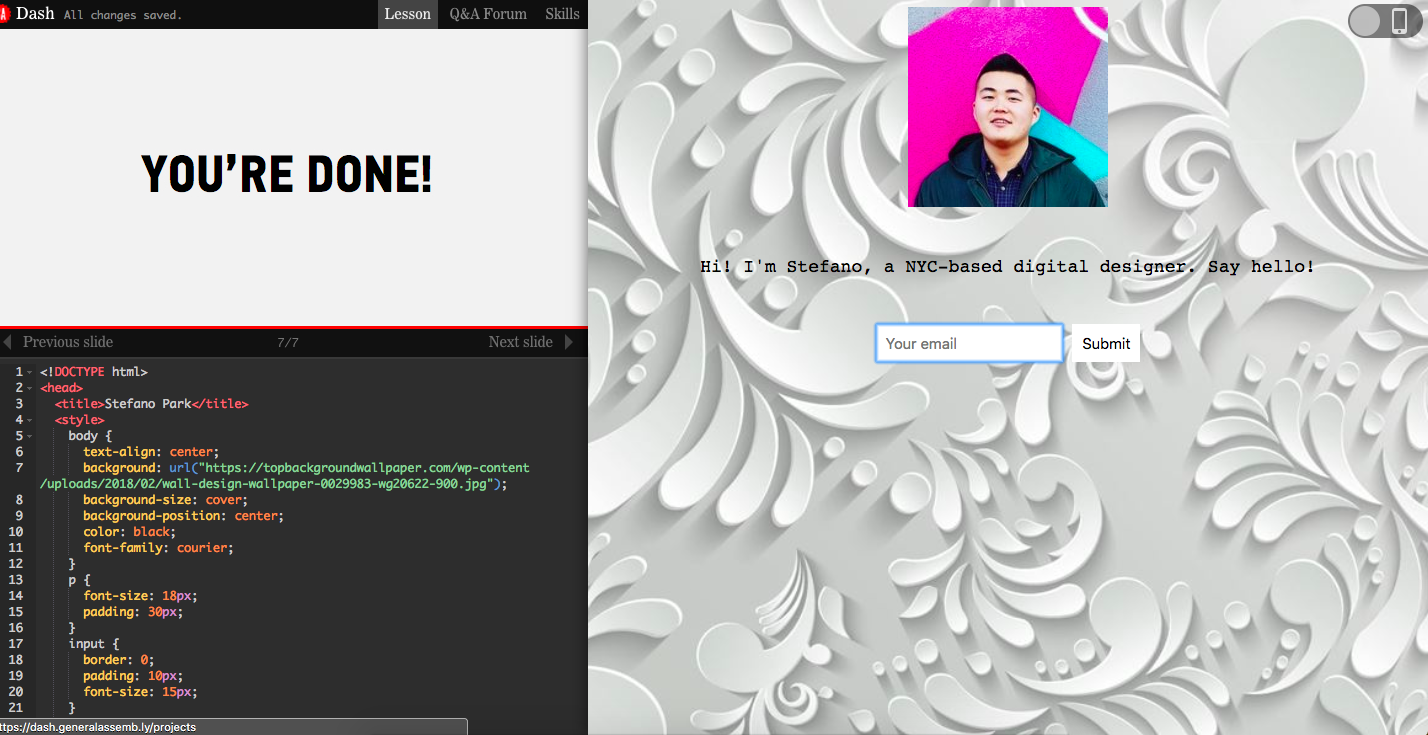 Dash All changes saved. Lesson Q&A Forum Skills
YOU'RE DONE!
Previous slide 7/7 Next slide
1 <!DOCTYPE html>
2 <head>
3 <title>Stefano Park</title>
4 <style>
5 body {
6 text-align: center;
7 background: url("https://topbackgroundwallpaper.com/wp-content
/uploads/2018/02/wall-design-wallpaper-0029983-wg20622-900.jpg");
8 background-size: cover;
9 background-position: center;
10 color: black;
11 font-family: courier;
12 }
13 p {
14 font-size: 18px;
15 padding: 30px;
16 }
17 input {
18 border: 0;
19 padding: 10px;
20 font-size: 15px;
21 }
ttps://dash.generalassemb.ly/projects
Hi! I'm Stefano, a NYC-based digital designer. Say hello!
Your email Submit